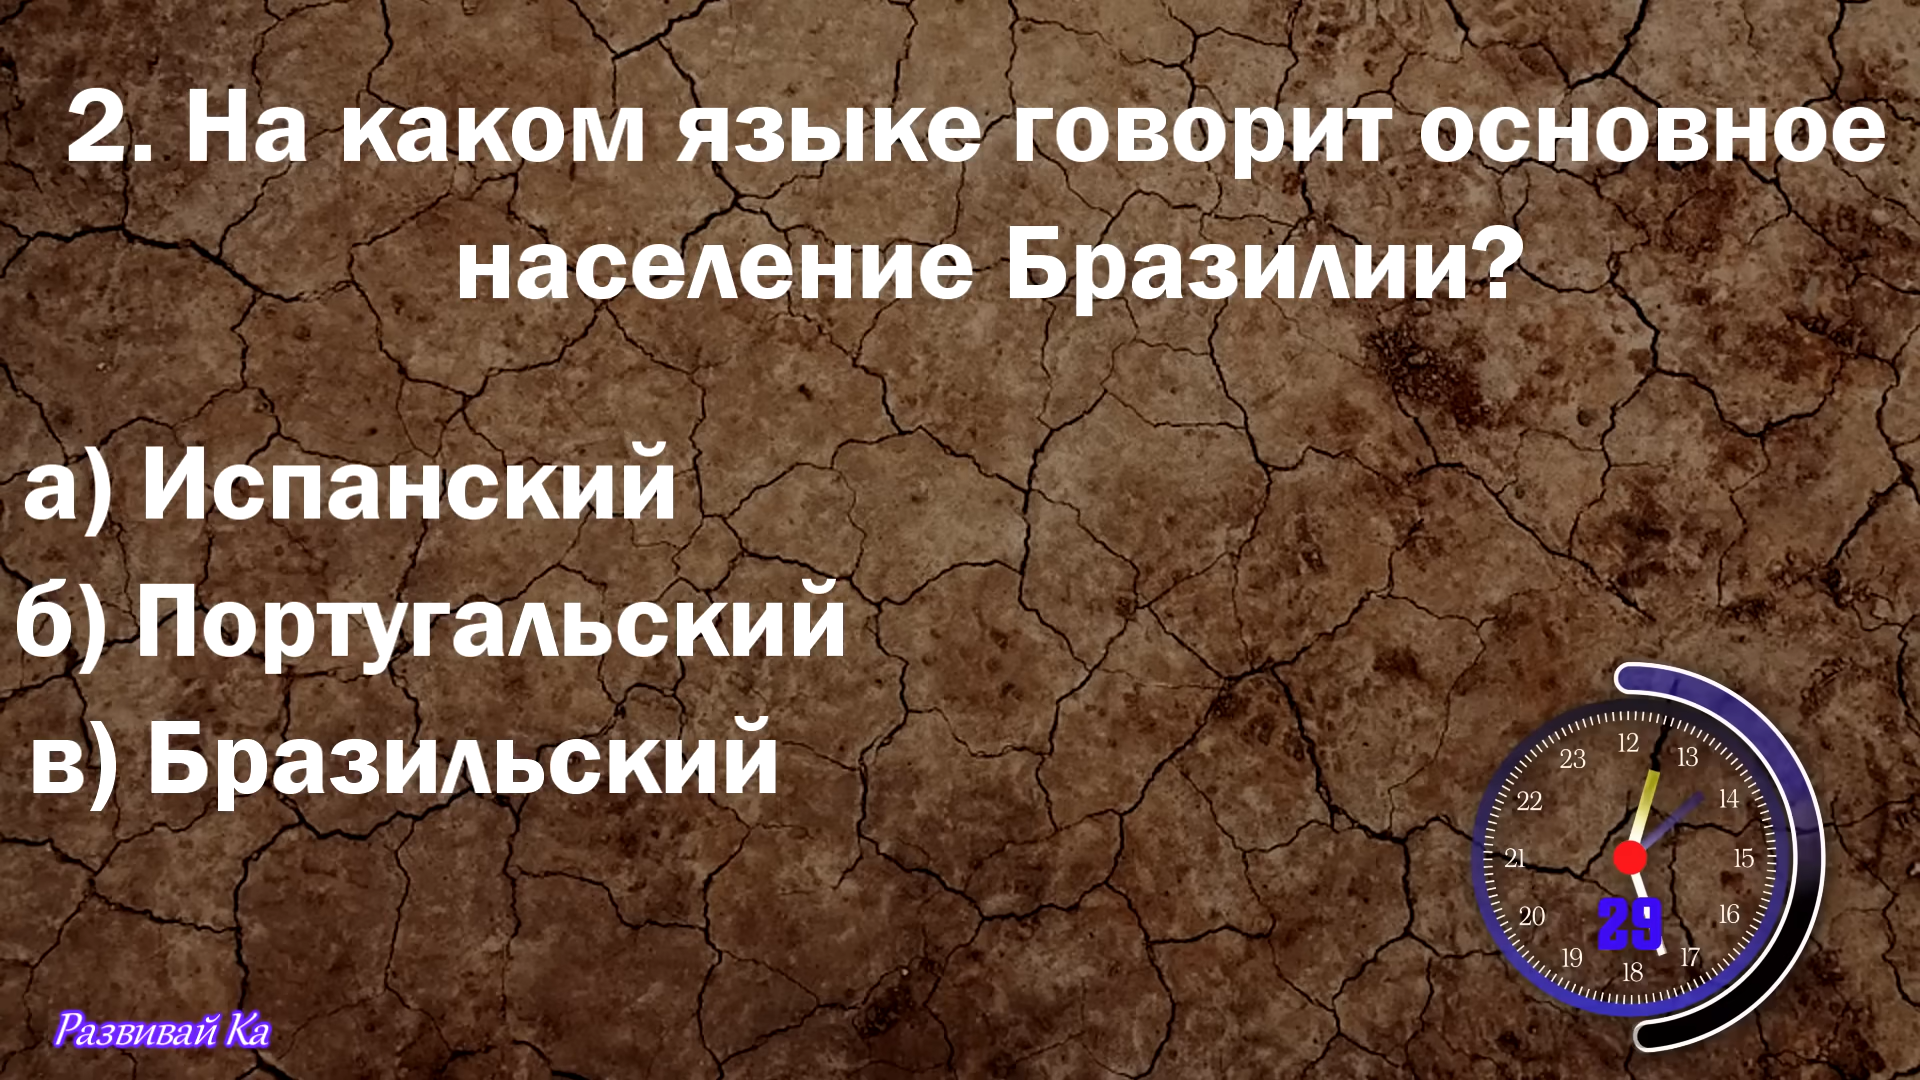 2. На каком языке говорит основное
население Бразилии?
а) Испанский
б) Португальский
в) Бразильский
12
13
14
15
16
17
18
19
20
21
22
23
29
Развивай Ка